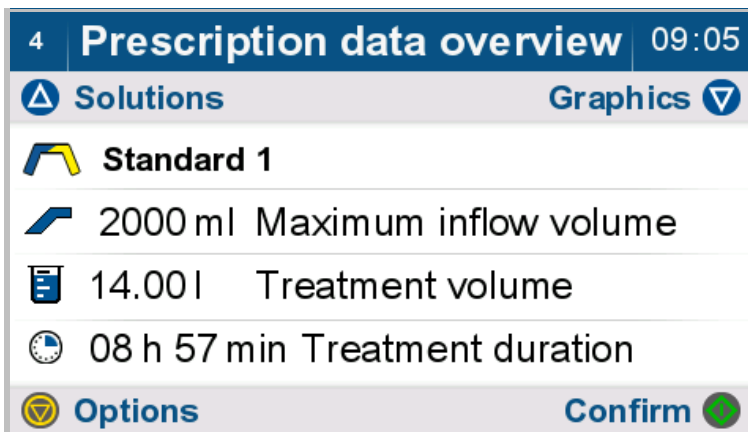 4 Prescription data overview 09:05
Solutions Graphics
Standard 1
2000 ml Maximum inflow volume
14.00 l Treatment volume
08 h 57 min Treatment duration
Options Confirm